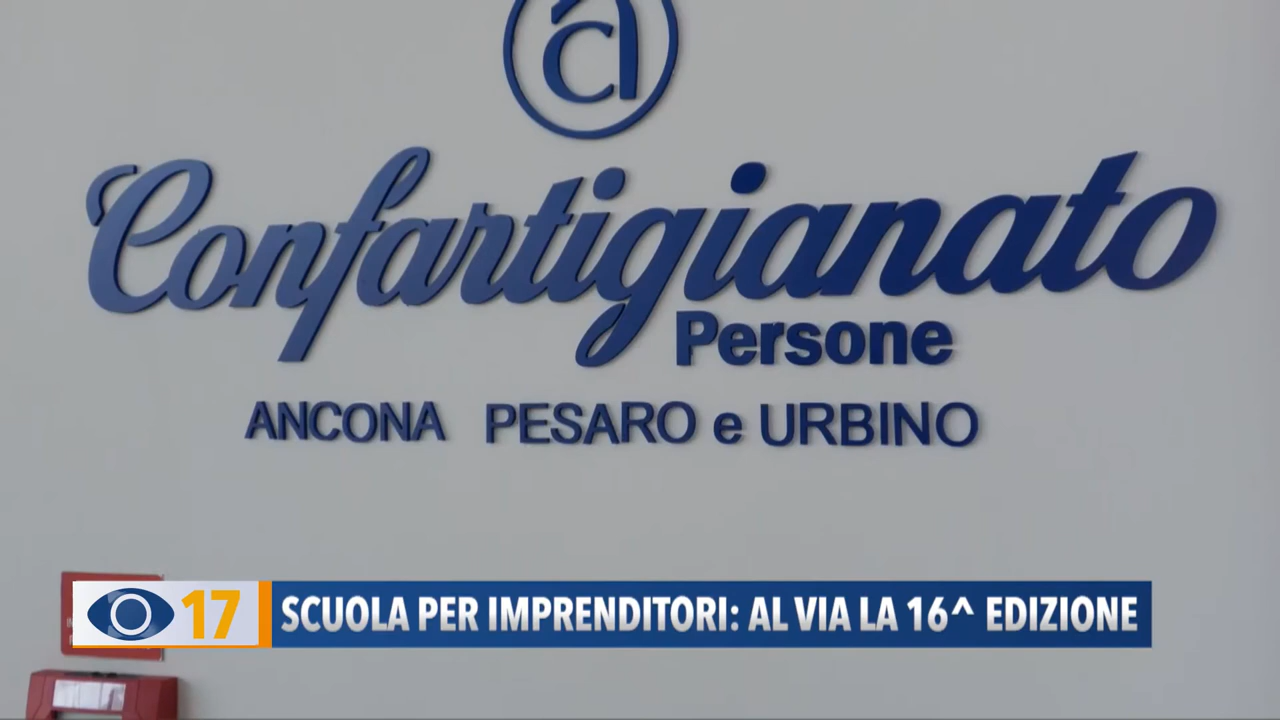 Confartigianato
Persone
ANCONA PESARO e URBINO
17 SCUOLA PER IMPRENDITORI: AL VIA LA 16^ EDIZIONE